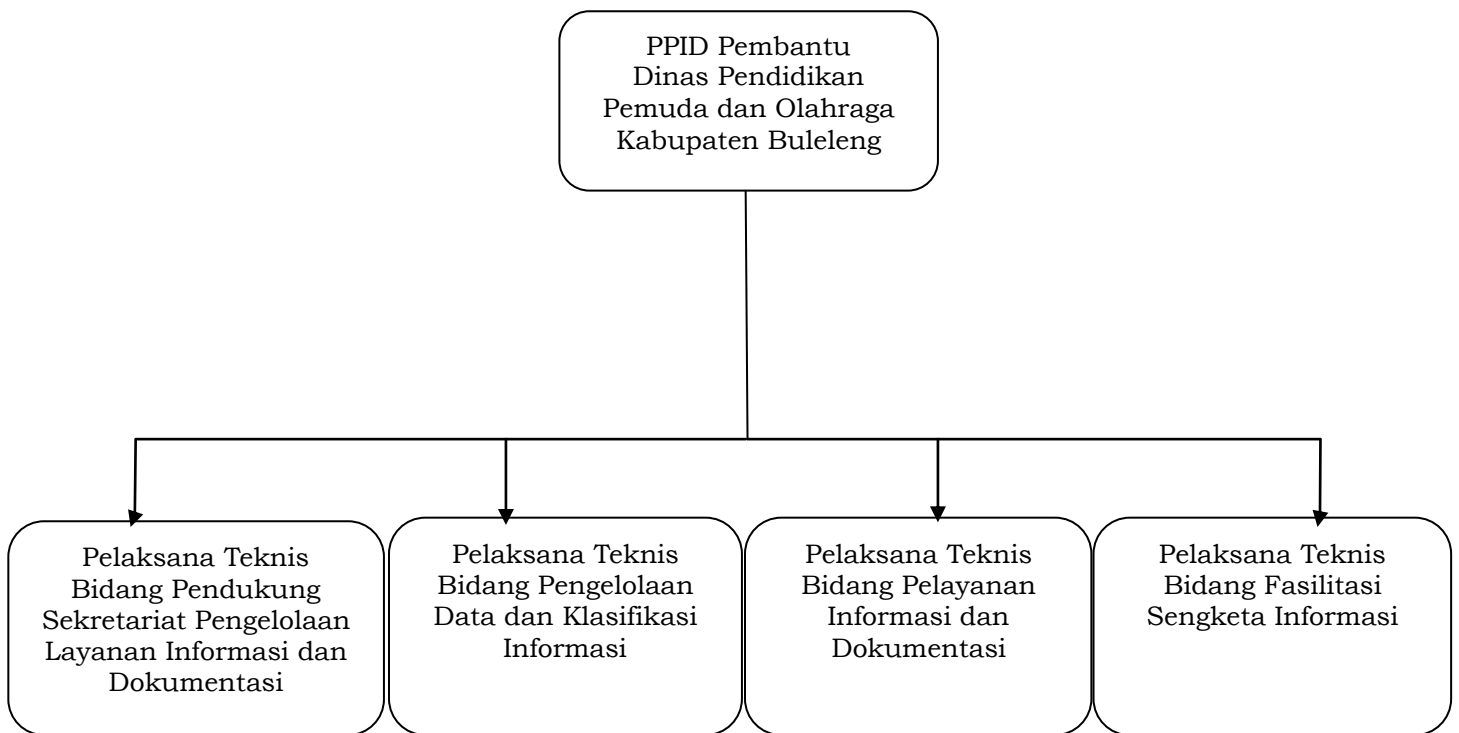 PPID Pembantu
Dinas Pendidikan
Pemuda dan Olahraga
Kabupaten Buleleng
Pelaksana Teknis
Bidang Pendukung
Sekretariat Pengelolaan
Layanan Informasi dan
Dokumentasi
Pelaksana Teknis
Bidang Pengelolaan
Data dan Klasifikasi
Informasi
Pelaksana Teknis
Bidang Pelayanan
Informasi dan
Dokumentasi
Pelaksana Teknis
Bidang Fasilitasi
Sengketa Informasi